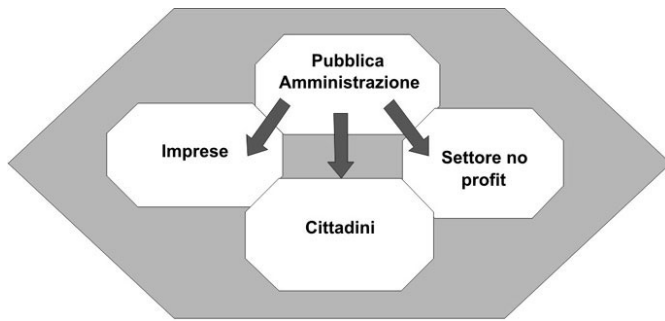 Pubblica
Amministrazione
Imprese
Settore no
profit
Cittadini